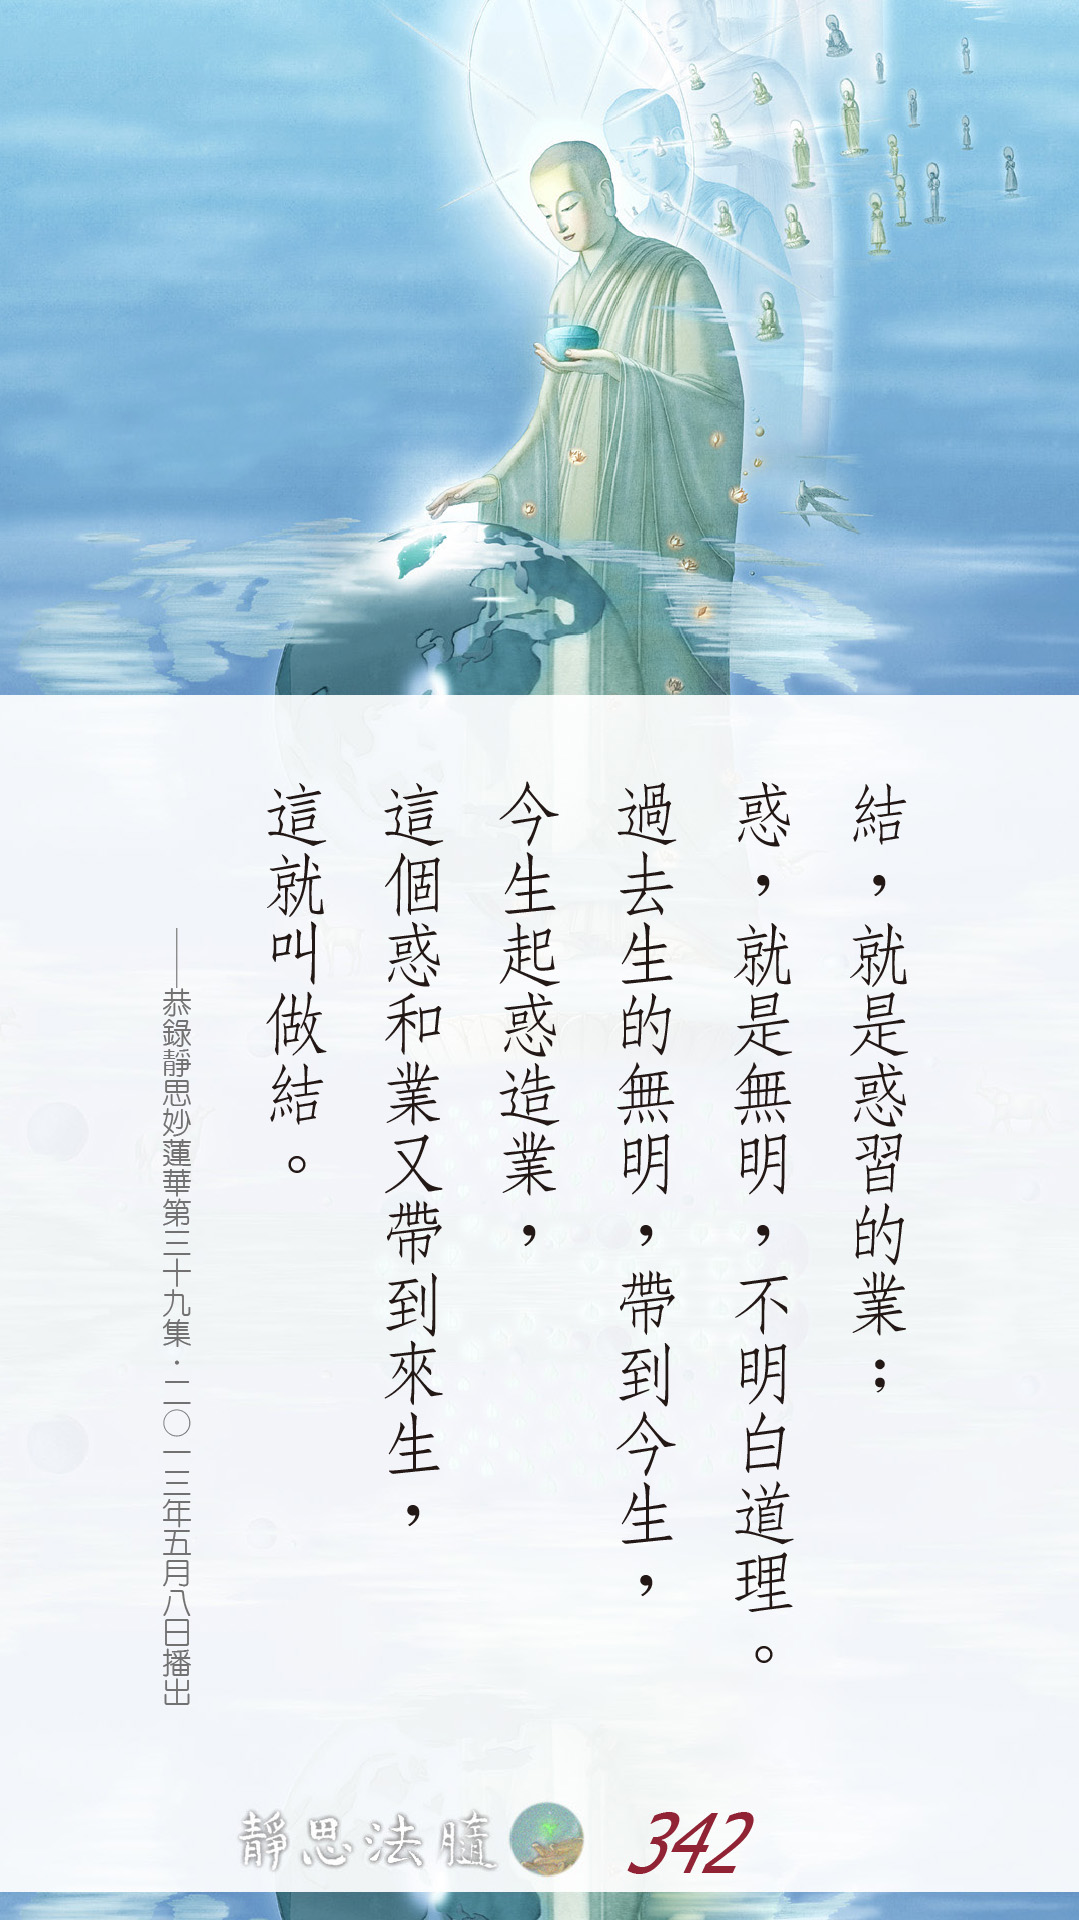 結，就是惑習的業；
惑，就是無明，不明白道理。
過去生的無明，帶到今生，
今生起惑造業，
這個惑和業又帶到來生，
這就叫做結。
——恭錄靜思妙蓮華第三十九集．二〇一三年五月八日播出
靜思法髓
342